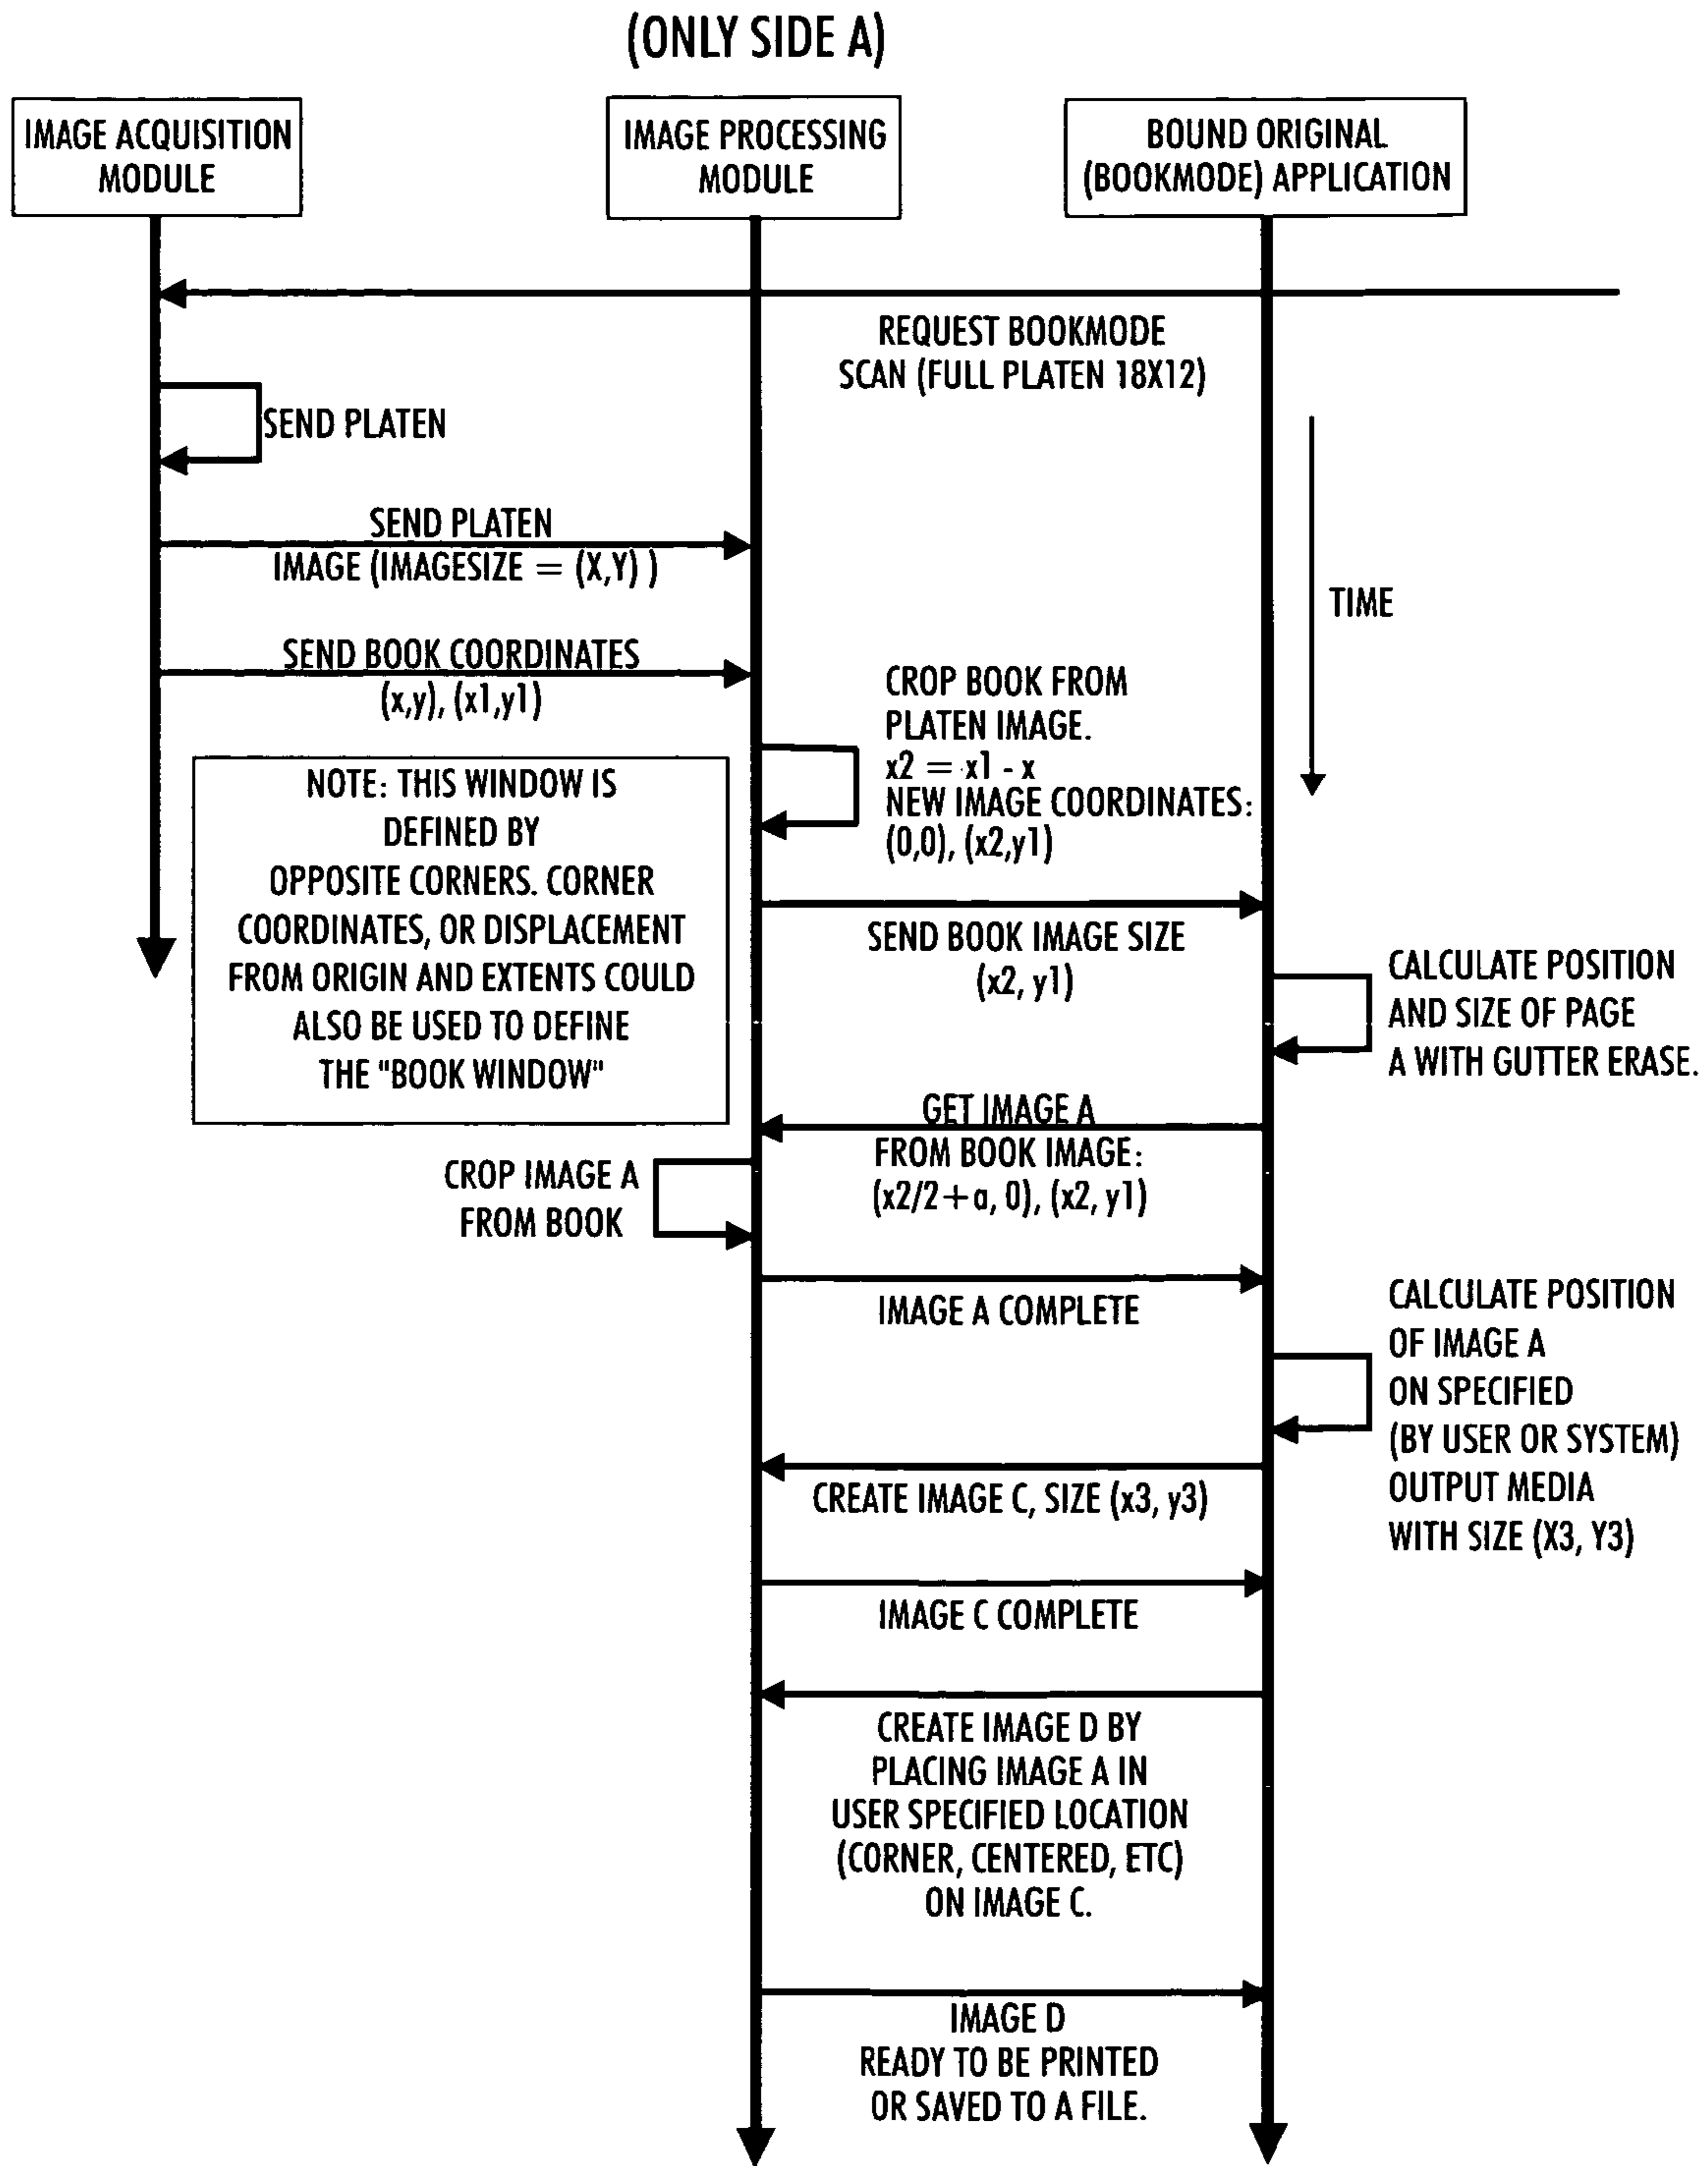 (ONLY SIDE A)
IMAGE ACQUISITION
MODULE
IMAGE PROCESSING
MODULE
BOUND ORIGINAL
(BOOKMODE) APPLICATION
REQUEST BOOKMODE
SCAN (FULL PLATEN 18X12)
SEND PLATEN
SEND PLATEN
IMAGE (IMAGESIZE = (X,Y) )
TIME
SEND BOOK COORDINATES
(x,y), (x1,y1)
CROP BOOK FROM
PLATEN IMAGE.
x2 = x1 - x
NEW IMAGE COORDINATES:
(0,0), (x2,y1)
NOTE: THIS WINDOW IS
DEFINED BY
OPPOSITE CORNERS. CORNER
COORDINATES, OR DISPLACEMENT
FROM ORIGIN AND EXTENTS COULD
ALSO BE USED TO DEFINE
THE "BOOK WINDOW"
SEND BOOK IMAGE SIZE
(x2, y1)
CALCULATE POSITION
AND SIZE OF PAGE
A WITH GUTTER ERASE.
GET IMAGE A
FROM BOOK IMAGE:
(x2/2+a, 0), (x2, y1)
CROP IMAGE A
FROM BOOK
IMAGE A COMPLETE
CALCULATE POSITION
OF IMAGE A
ON SPECIFIED
(BY USER OR SYSTEM)
OUTPUT MEDIA
WITH SIZE (X3, Y3)
CREATE IMAGE C, SIZE (x3, y3)
IMAGE C COMPLETE
CREATE IMAGE D BY
PLACING IMAGE A IN
USER SPECIFIED LOCATION
(CORNER, CENTERED, ETC)
ON IMAGE C.
IMAGE D
READY TO BE PRINTED
OR SAVED TO A FILE.